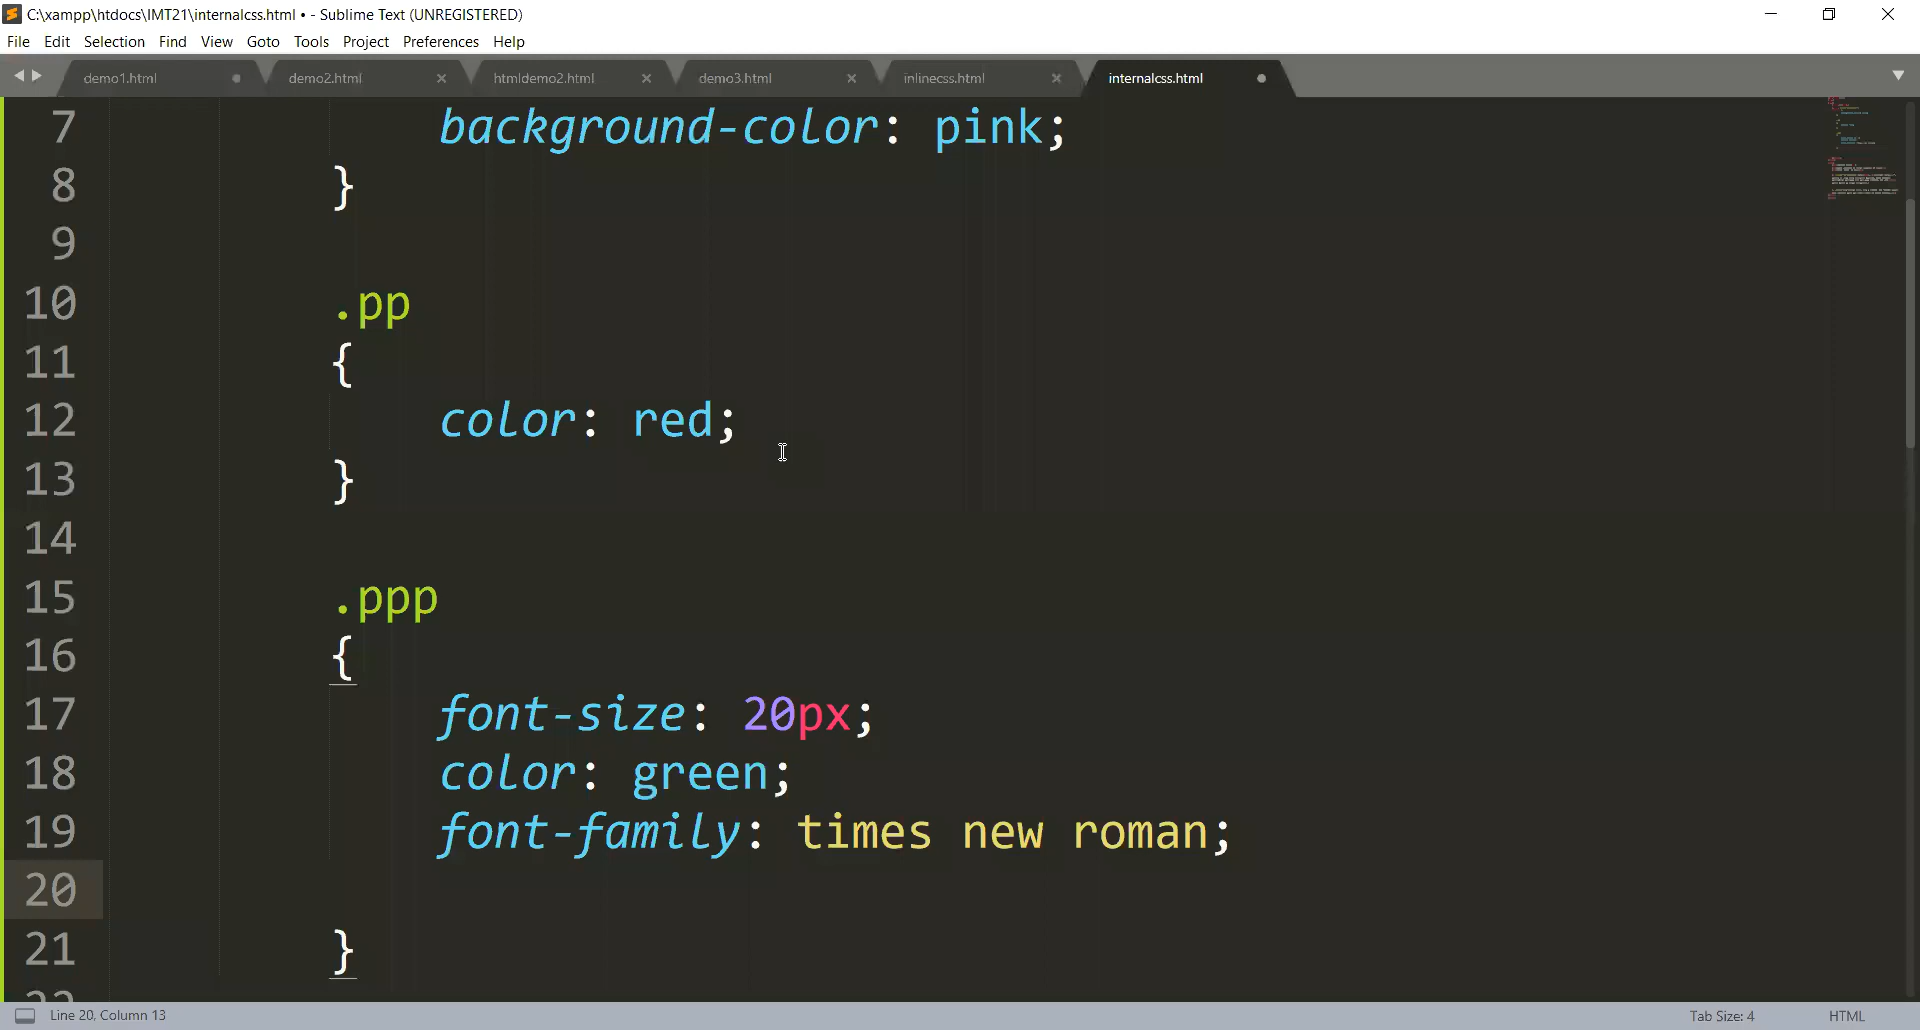 C:\xampp\htdocs\IMT21\internalcss.html • - Sublime Text (UNREGISTERED)
File Edit Selection Find View Goto Tools Project Preferences Help
demo1.html demo2.html htmldemo2.html demo3.html inlinecss.html internalcss.html
7 background-color: pink;
8 }
9
10 .pp
11 {
12 color: red;
13 }
14
15 .ppp
16 {
17 font-size: 20px;
18 color: green;
19 font-family: times new roman;
20
21 }
22
Line 20, Column 13 Tab Size: 4 HTML